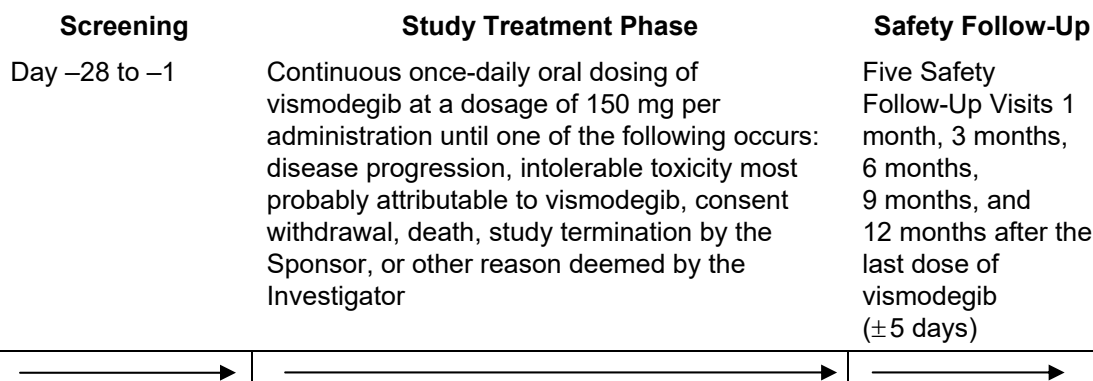 Screening
Study Treatment Phase
Safety Follow-Up
Day –28 to –1
Continuous once-daily oral dosing of
vismodegib at a dosage of 150 mg per
administration until one of the following occurs:
disease progression, intolerable toxicity most
probably attributable to vismodegib, consent
withdrawal, death, study termination by the
Sponsor, or other reason deemed by the
Investigator
Five Safety
Follow-Up Visits 1
month, 3 months,
6 months,
9 months, and
12 months after the
last dose of
vismodegib
(±5 days)